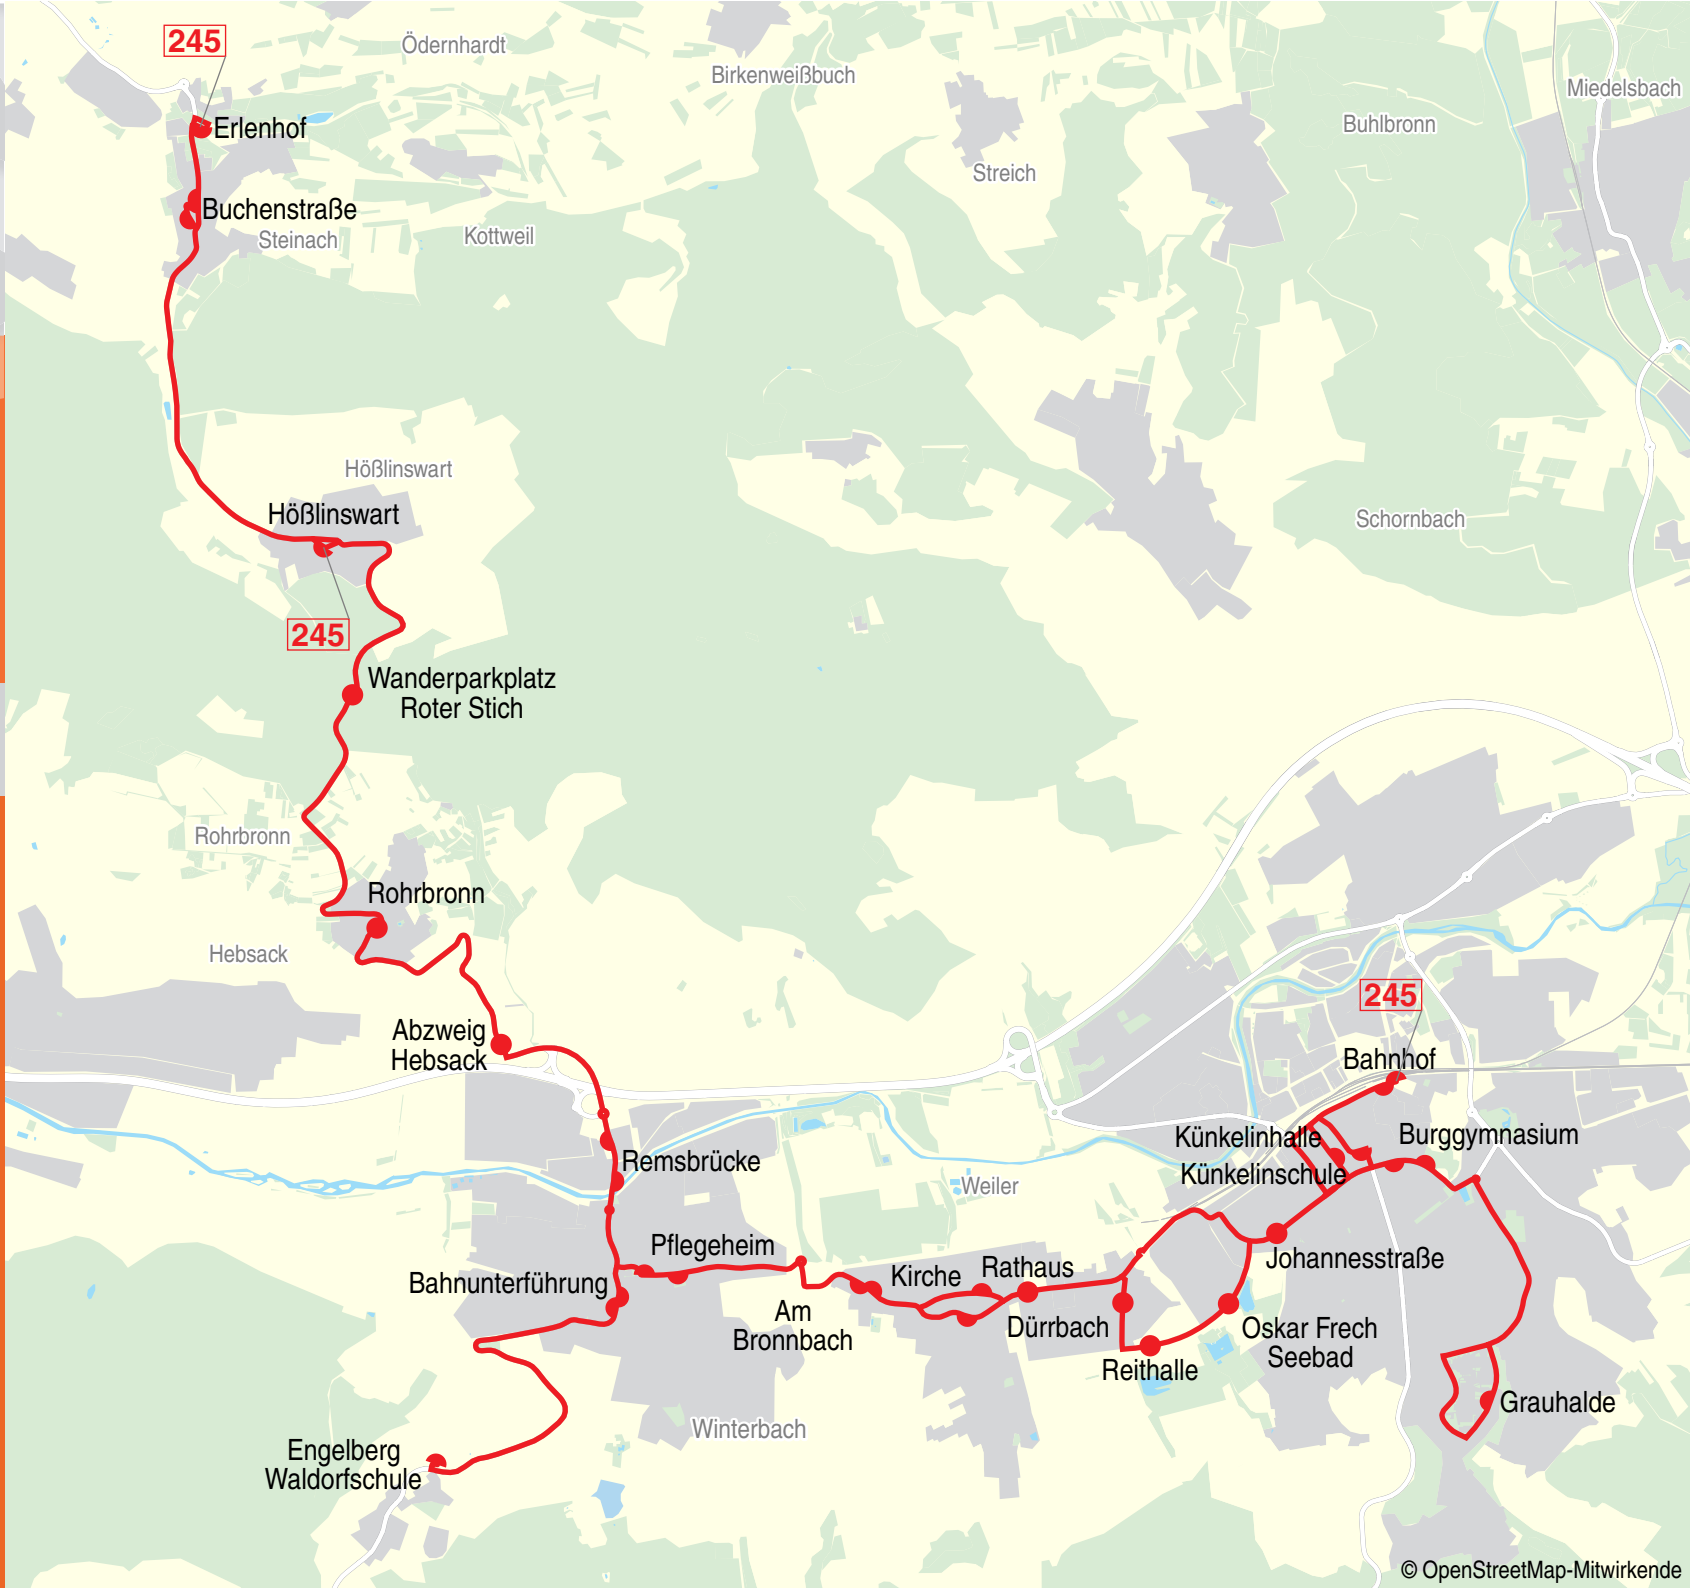 245
Ödernhardt
Birkenweißbuch
Miedelsbach
Erlenhof
Buhlbronn
Streich
Buchenstraße
Steinach
Kottweil
Hößlinswart
Hößlinswart
Schornbach
245
Wanderparkplatz
Roter Stich
Rohrbronn
Rohrbronn
Hebsack
245
Abzweig
Hebsack
Bahnhof
Künkelinhalle
Burggymnasium
Remsbrücke
Künkelinschule
Weiler
Pflegeheim
Johannesstraße
Bahnunterführung
Kirche
Rathaus
Am
Bronnbach
Dürrbach
Oskar Frech
Seebad
Reithalle
Grauhalde
Winterbach
Engelberg
Waldorfschule
© OpenStreetMap-Mitwirkende